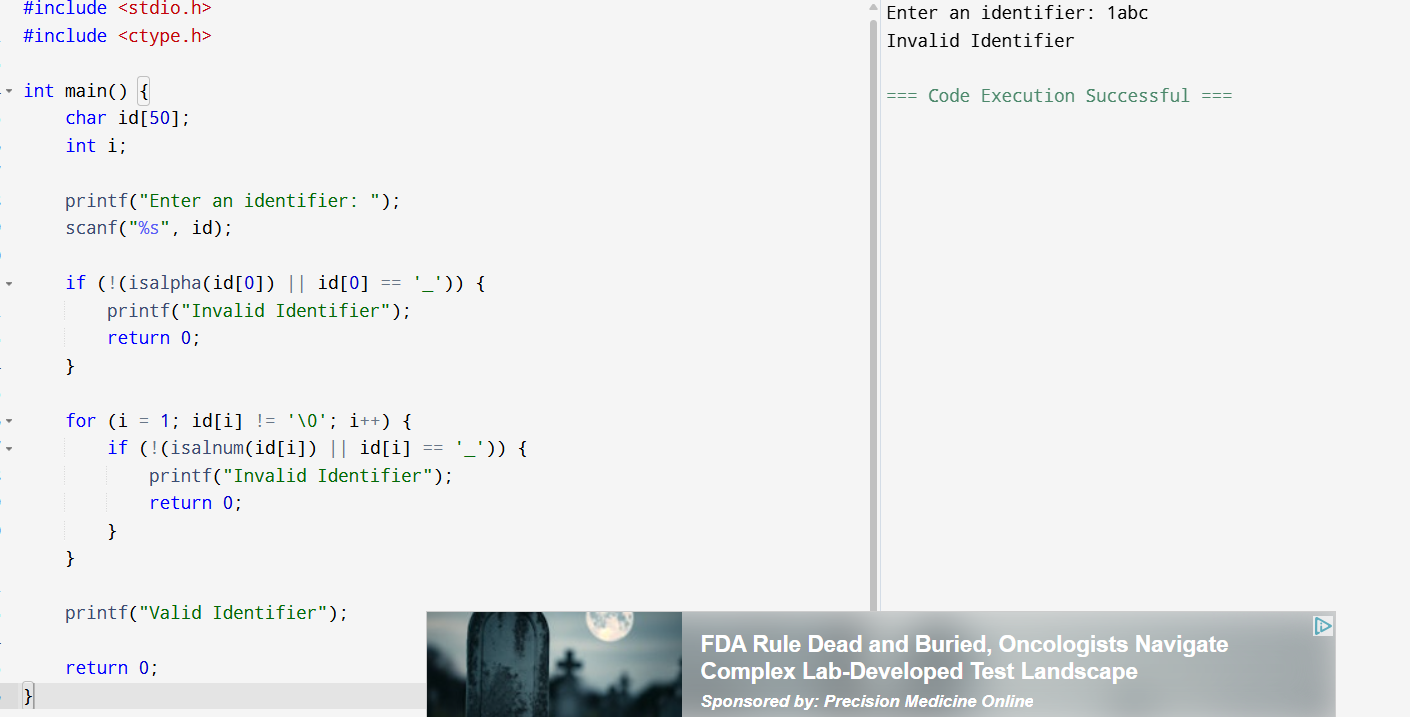 #include <stdio.h>
#include <ctype.h>
int main() {
    char id[50];
    int i;
    printf("Enter an identifier: ");
    scanf("%s", id);
    if (!(isalpha(id[0]) || id[0] == '_')) {
        printf("Invalid Identifier");
        return 0;
    }
    for (i = 1; id[i] != '\0'; i++) {
        if (!(isalnum(id[i]) || id[i] == '_')) {
            printf("Invalid Identifier");
            return 0;
        }
    }
    printf("Valid Identifier");
    return 0;
}
Enter an identifier: 1abc
Invalid Identifier
=== Code Execution Successful ===
FDA Rule Dead and Buried, Oncologists Navigate
Complex Lab-Developed Test Landscape
Sponsored by: Precision Medicine Online